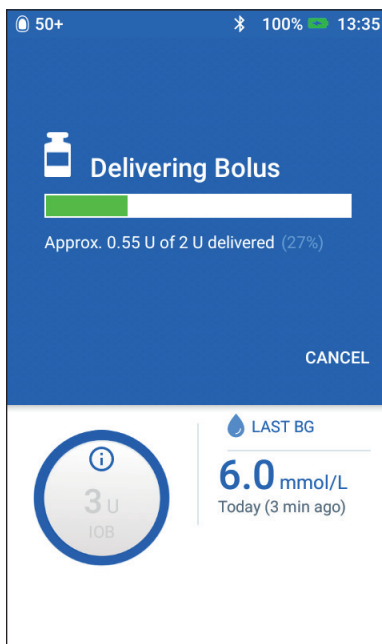 50+ 100% 13:35
Delivering Bolus
Approx. 0.55 U of 2 U delivered (27%)
CANCEL
i
3 U
IOB
LAST BG
6.0 mmol/L
Today (3 min ago)